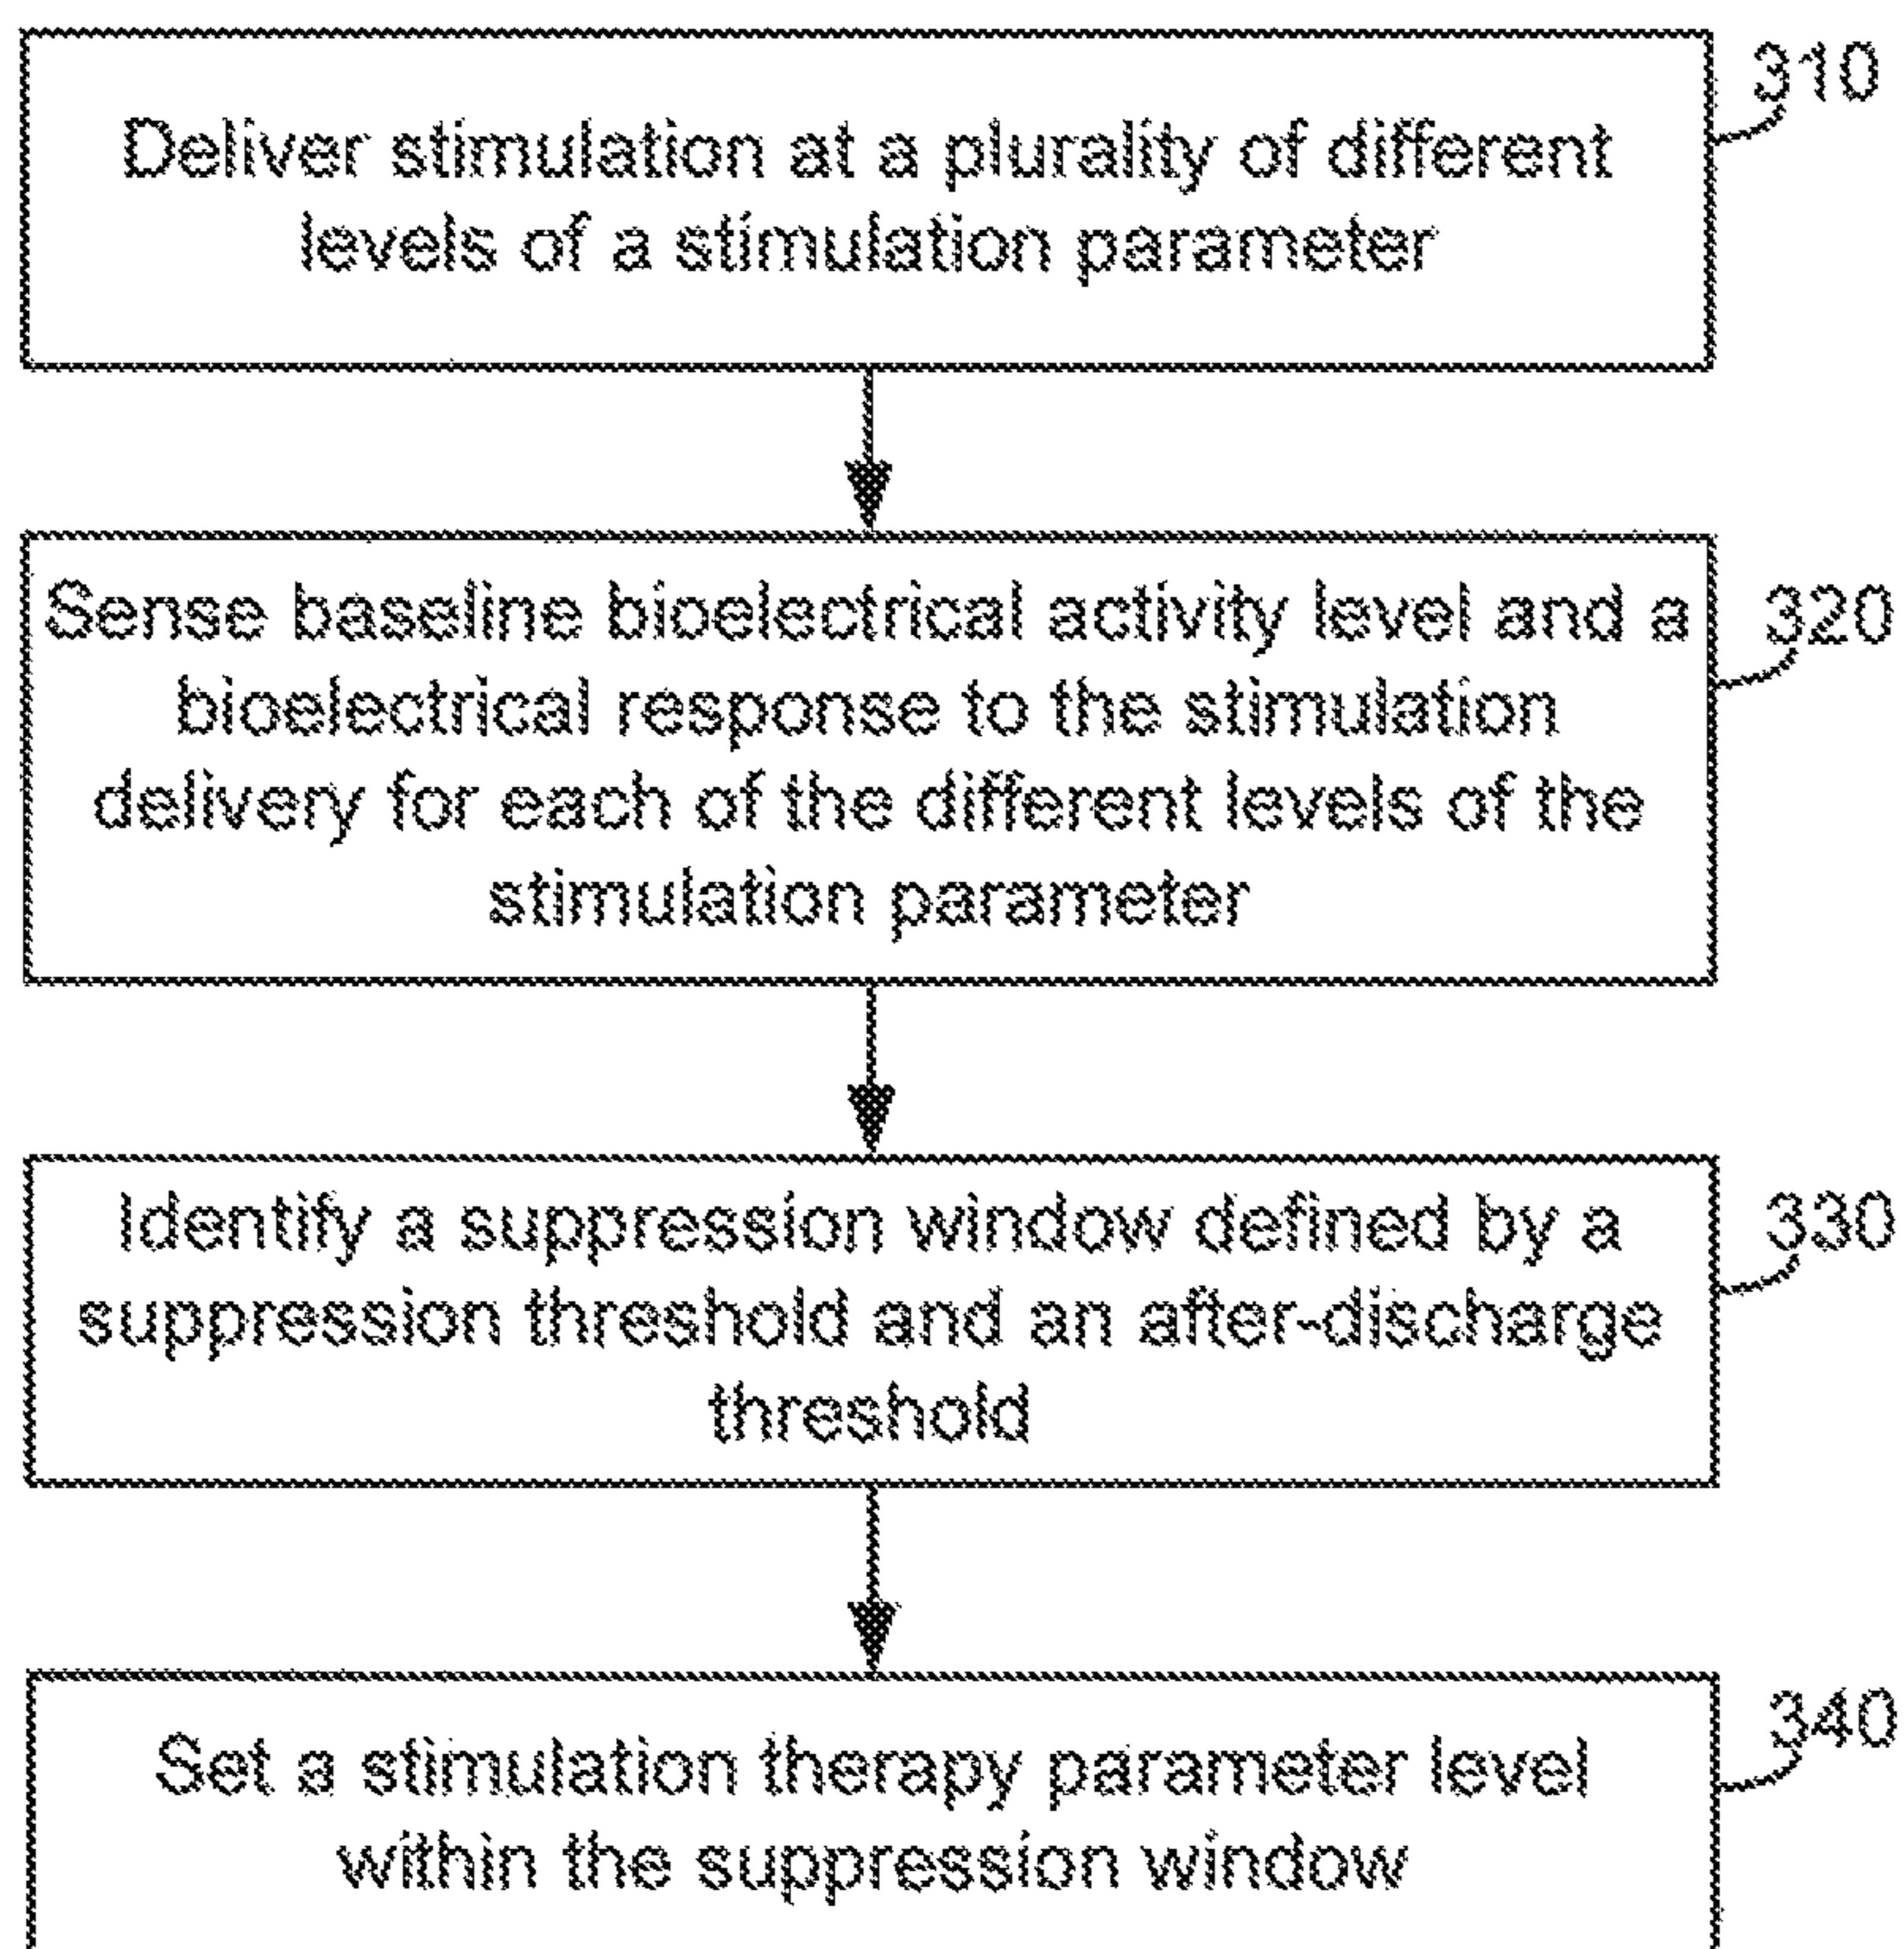 310
Deliver stimulation at a plurality of different
levels of a stimulation parameter
320
Sense baseline bioelectrical activity level and a
bioelectrical response to the stimulation
delivery for each of the different levels of the
stimulation parameter
330
Identify a suppression window defined by a
suppression threshold and an after-discharge
threshold
340
Set a stimulation therapy parameter level
within the suppression window